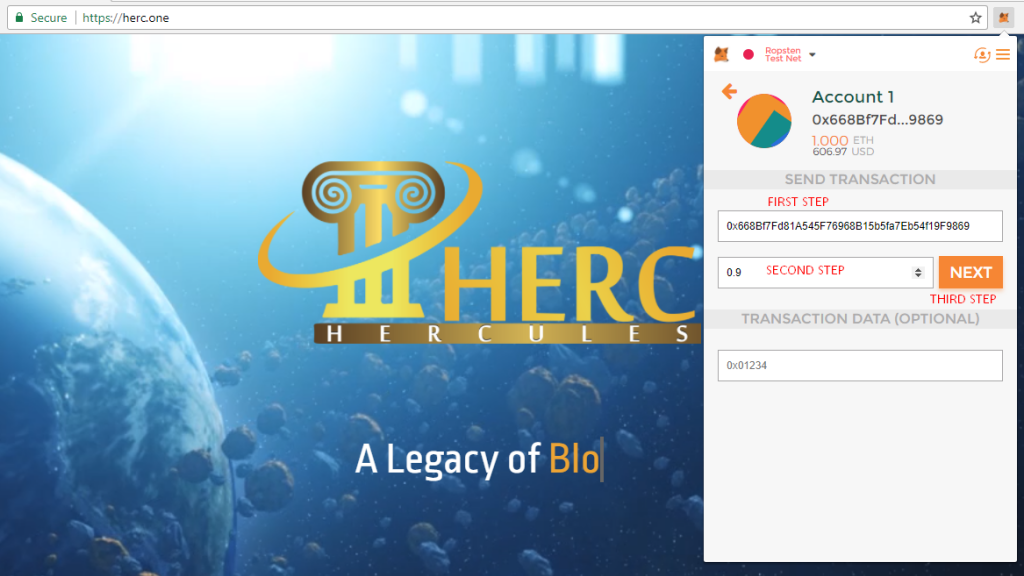 Secure
https://herc.one
Ropsten
Test Net
Account 1
0x668Bf7Fd...9869
1.000 ETH
606.97 USD
SEND TRANSACTION
FIRST STEP
0x668Bf7Fd81A545F76968B15b5fa7Eb54f19F9869
0.9
SECOND STEP
NEXT
THIRD STEP
TRANSACTION DATA (OPTIONAL)
0x01234
HERC
HERCULES
A Legacy of Blo